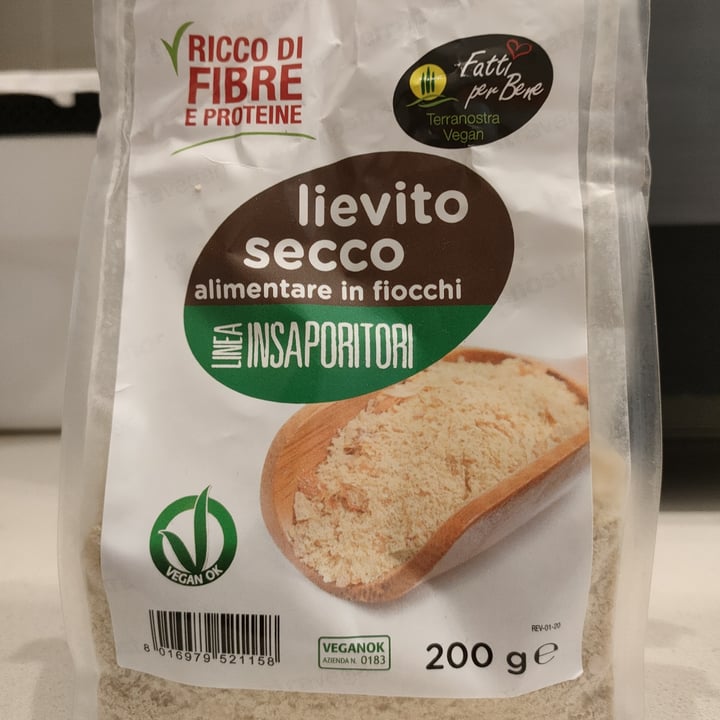 RICCO DI
FIBRE
E PROTEINE
Fatti
per Bene
Terranostra
Vegan
lievito
secco
alimentare in fiocchi
LINEA INSAPORITORI
VEGAN OK
8 016979 521158
VEGANOK
AZIENDA N. 0183
REV-01-20
200 g e